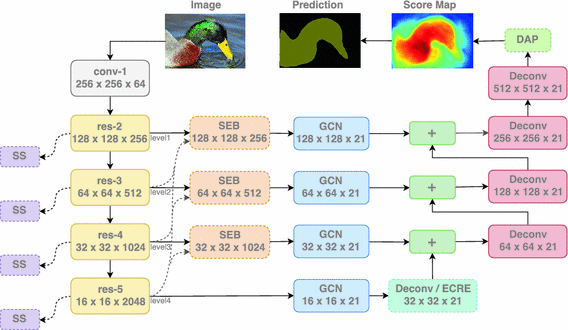 Image
Prediction
Score Map
DAP
conv-1
256 x 256 x 64
Deconv
512 x 512 x 21
res-2
128 x 128 x 256
level1
SEB
128 x 128 x 256
GCN
128 x 128 x 21
+
Deconv
256 x 256 x 21
SS
res-3
64 x 64 x 512
level2
SEB
64 x 64 x 512
GCN
64 x 64 x 21
+
Deconv
128 x 128 x 21
SS
res-4
32 x 32 x 1024
level3
SEB
32 x 32 x 1024
GCN
32 x 32 x 21
+
Deconv
64 x 64 x 21
SS
res-5
16 x 16 x 2048
level4
GCN
16 x 16 x 21
Deconv / ECRE
32 x 32 x 21
SS